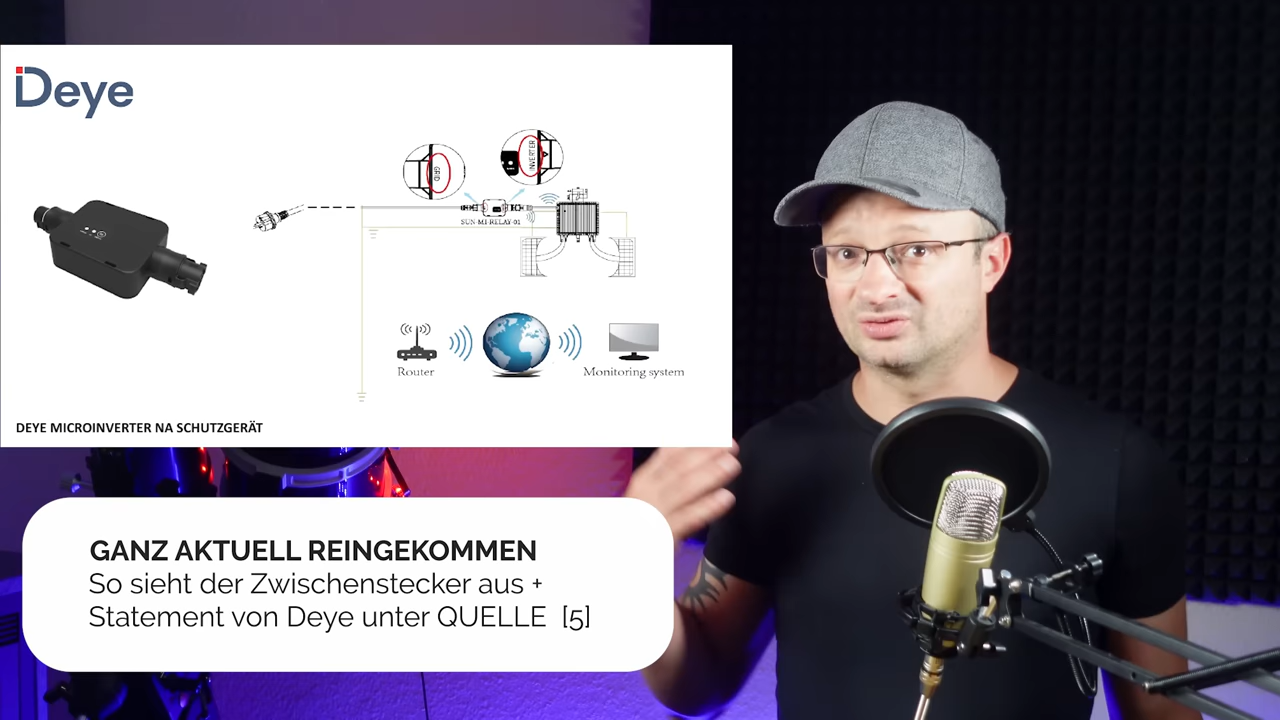 Deye
GRID
INVERTER
SUN-MI-RELAY-01
Router
Monitoring system
DEYE MICROINVERTER NA SCHUTZGERÄT
GANZ AKTUELL REINGEKOMMEN
So sieht der Zwischenstecker aus +
Statement von Deye unter QUELLE [5]